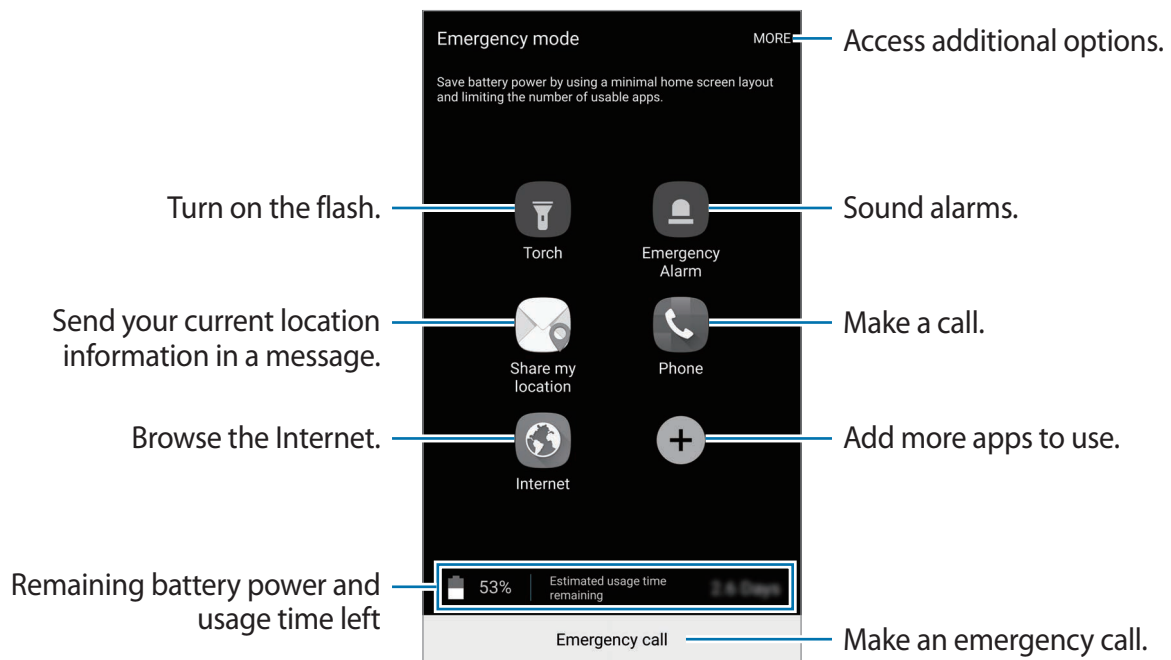 Emergency mode
MORE
Access additional options.
Save battery power by using a minimal home screen layout
and limiting the number of usable apps.
Turn on the flash.
Torch
Emergency
Alarm
Sound alarms.
Send your current location
information in a message.
Share my
location
Phone
Make a call.
Browse the Internet.
Internet
Add more apps to use.
Remaining battery power and
usage time left
53%
Estimated usage time
remaining
2.6 Days
Emergency call
Make an emergency call.